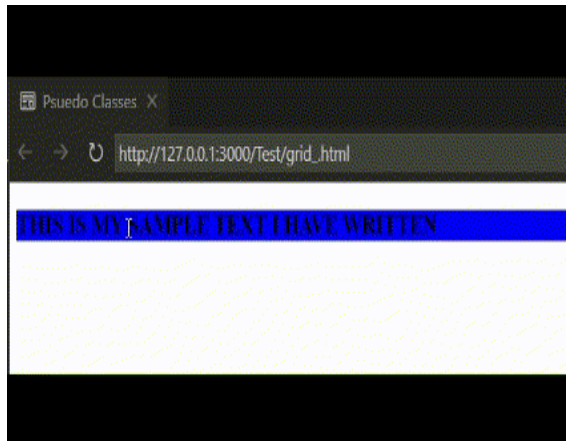 Psuedo Classes
http://127.0.0.1:3000/Test/grid_.html
THIS IS MY SAMPLE TEXT I HAVE WRITTEN